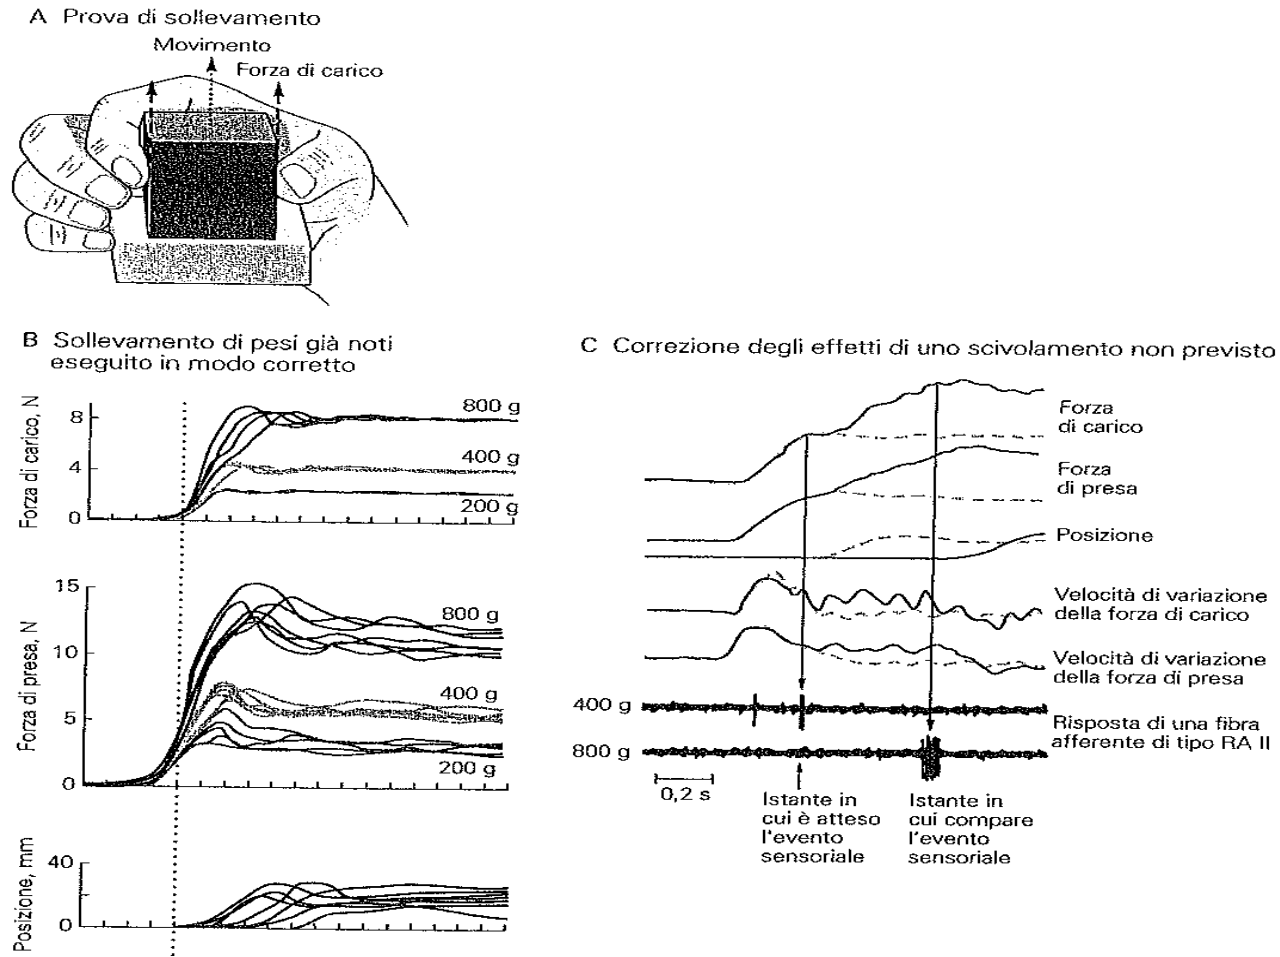 A Prova di sollevamento
Movimento
Forza di carico
B Sollevamento di pesi già noti
eseguito in modo corretto
Forza di carico, N
8
4
0
800 g
400 g
200 g
Forza di presa, N
15
10
5
0
800 g
400 g
200 g
Posizione, mm
40
0
C Correzione degli effetti di uno scivolamento non previsto
Forza
di carico
Forza
di presa
Posizione
Velocità di variazione
della forza di carico
Velocità di variazione
della forza di presa
400 g
800 g
Risposta di una fibra
afferente di tipo RA II
0,2 s
Istante in
cui è atteso
l'evento
sensoriale
Istante in
cui compare
l'evento
sensoriale